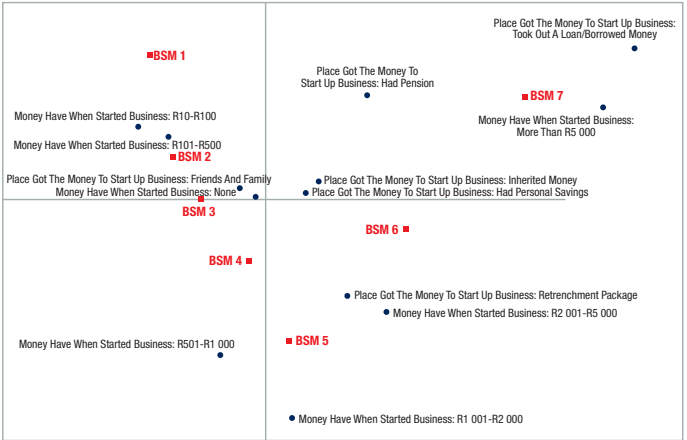 Place Got The Money To Start Up Business:
Took Out A Loan/Borrowed Money
BSM 1
Place Got The Money To
Start Up Business: Had Pension
BSM 7
Money Have When Started Business: R10-R100
Money Have When Started Business:
More Than R5 000
Money Have When Started Business: R101-R500
BSM 2
Place Got The Money To Start Up Business: Friends And Family
Place Got The Money To Start Up Business: Inherited Money
Money Have When Started Business: None
Place Got The Money To Start Up Business: Had Personal Savings
BSM 3
BSM 6
BSM 4
Place Got The Money To Start Up Business: Retrenchment Package
Money Have When Started Business: R2 001-R5 000
BSM 5
Money Have When Started Business: R501-R1 000
Money Have When Started Business: R1 001-R2 000